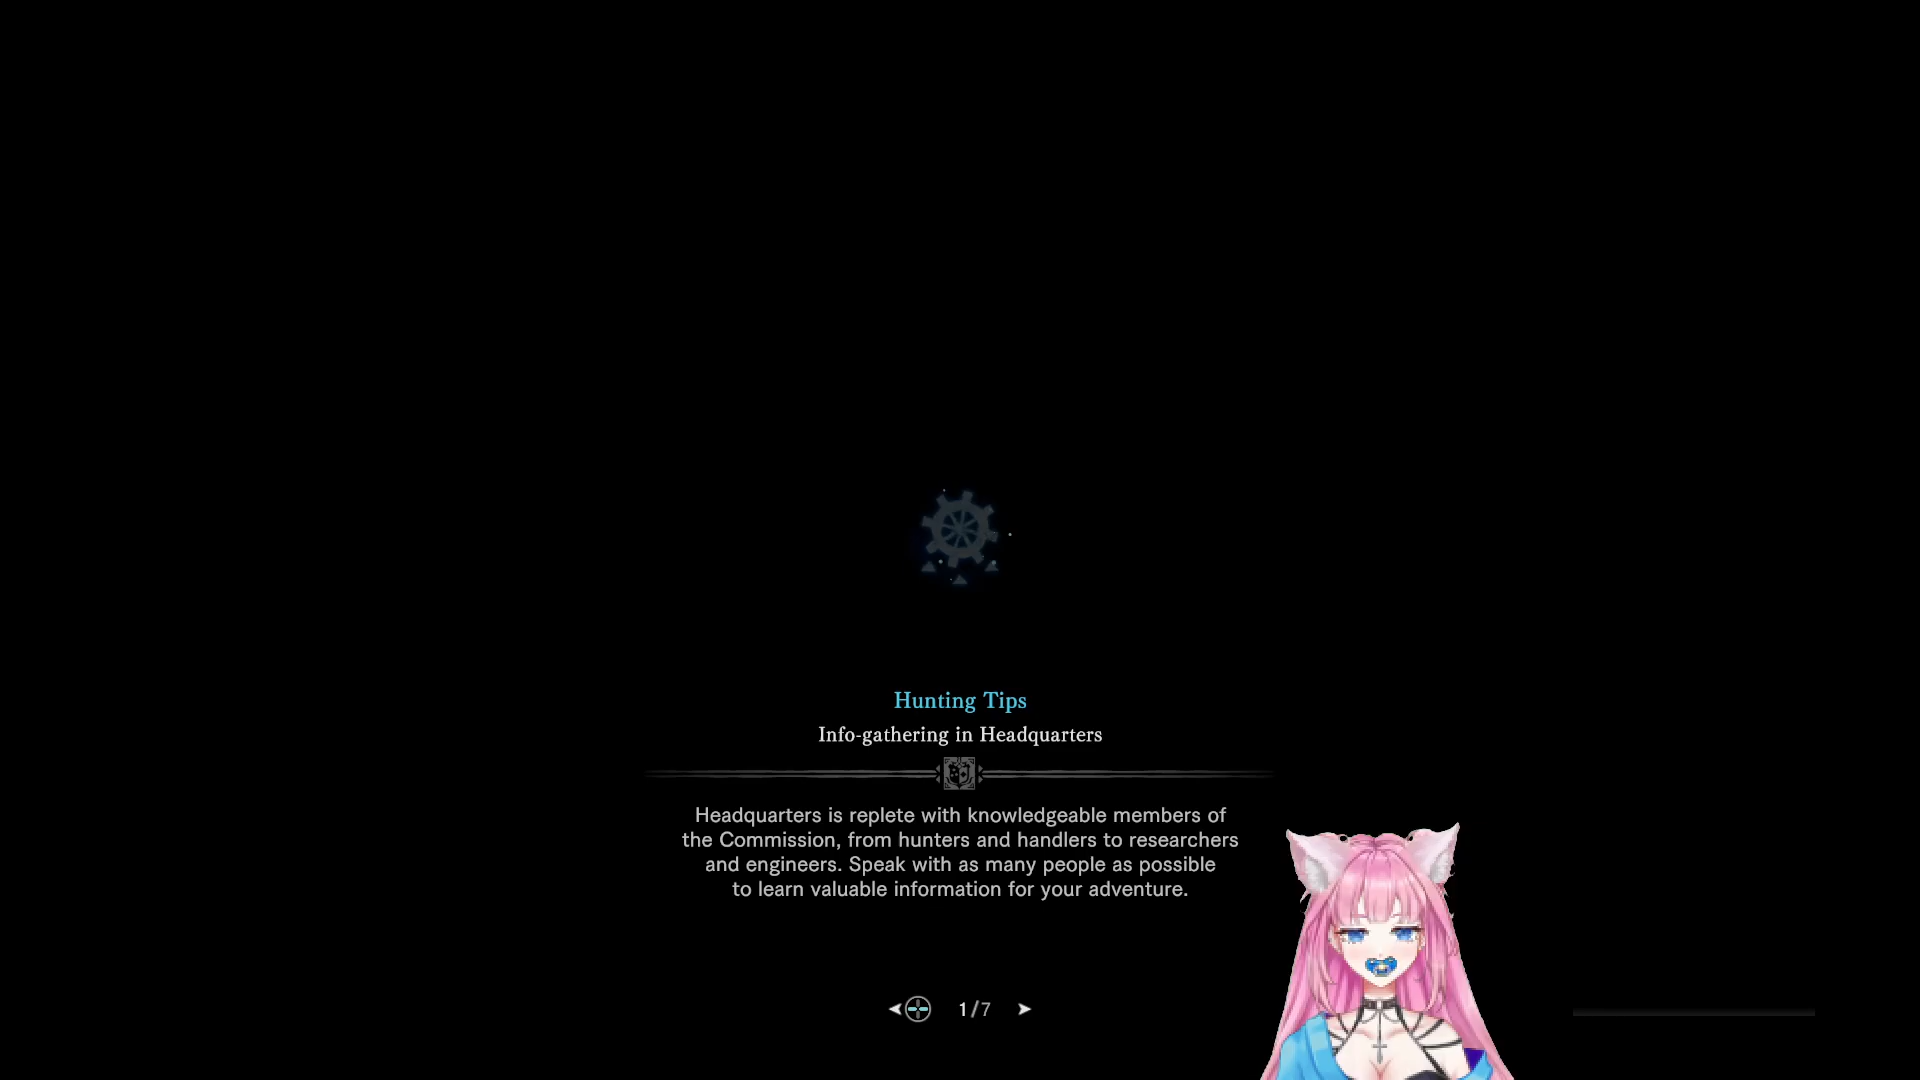 Hunting Tips
Info-gathering in Headquarters
Headquarters is replete with knowledgeable members of
the Commission, from hunters and handlers to researchers
and engineers. Speak with as many people as possible
to learn valuable information for your adventure.
1/7